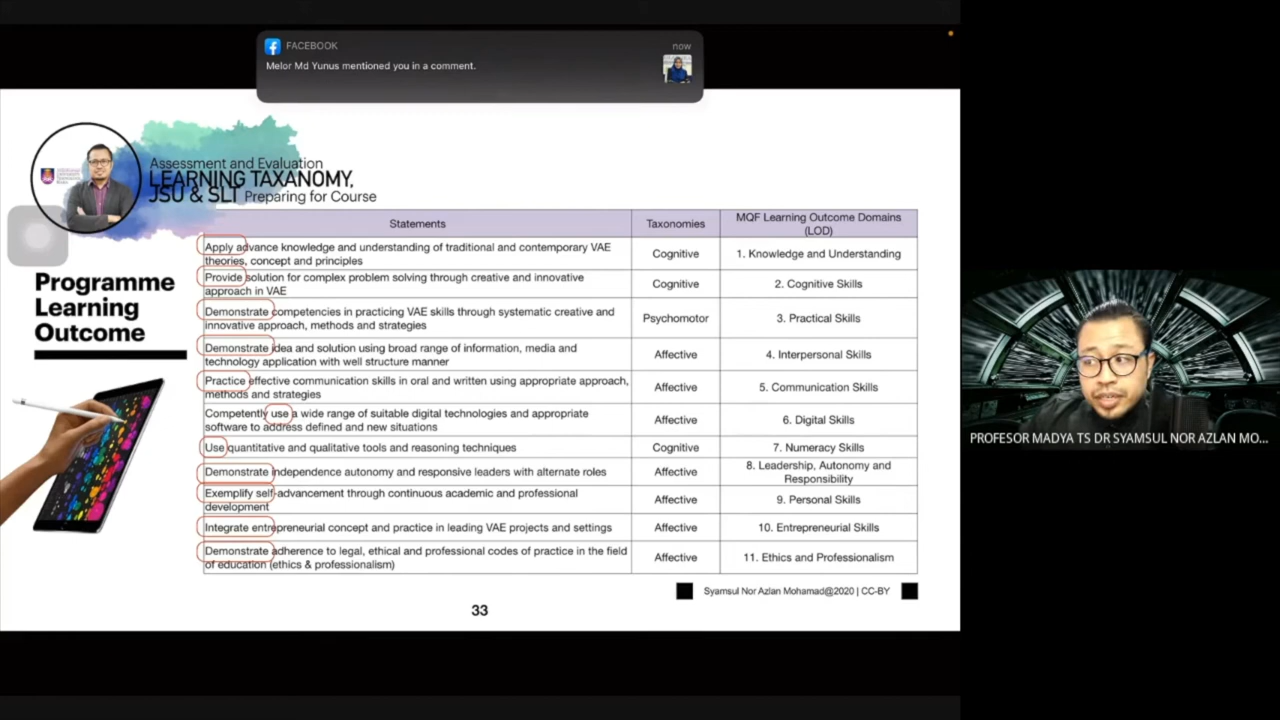 FACEBOOK
now
Melor Md Yunus mentioned you in a comment.
Assessment and Evaluation
LEARNING TAXANOMY,
JSU & SLT Preparing for Course
Programme
Learning
Outcome
Statements
Taxonomies
MQF Learning Outcome Domains
(LOD)
Apply advance knowledge and understanding of traditional and contemporary VAE
theories, concept and principles
Cognitive
1. Knowledge and Understanding
Provide solution for complex problem solving through creative and innovative
approach in VAE
Cognitive
2. Cognitive Skills
Demonstrate competencies in practicing VAE skills through systematic creative and
innovative approach, methods and strategies
Psychomotor
3. Practical Skills
Demonstrate idea and solution using broad range of information, media and
technology application with well structure manner
Affective
4. Interpersonal Skills
Practice effective communication skills in oral and written using appropriate approach,
methods and strategies
Affective
5. Communication Skills
Competently use a wide range of suitable digital technologies and appropriate
software to address defined and new situations
Affective
6. Digital Skills
Use quantitative and qualitative tools and reasoning techniques
Cognitive
7. Numeracy Skills
Demonstrate independence autonomy and responsive leaders with alternate roles
Affective
8. Leadership, Autonomy and
Responsibility
Exemplify self-advancement through continuous academic and professional
development
Affective
9. Personal Skills
Integrate entrepreneurial concept and practice in leading VAE projects and settings
Affective
10. Entrepreneurial Skills
Demonstrate adherence to legal, ethical and professional codes of practice in the field
of education (ethics & professionalism)
Affective
11. Ethics and Professionalism
Syamsul Nor Azlan Mohamad@2020 | CC-BY
33
PROFESOR MADYA TS DR SYAMSUL NOR AZLAN MO...